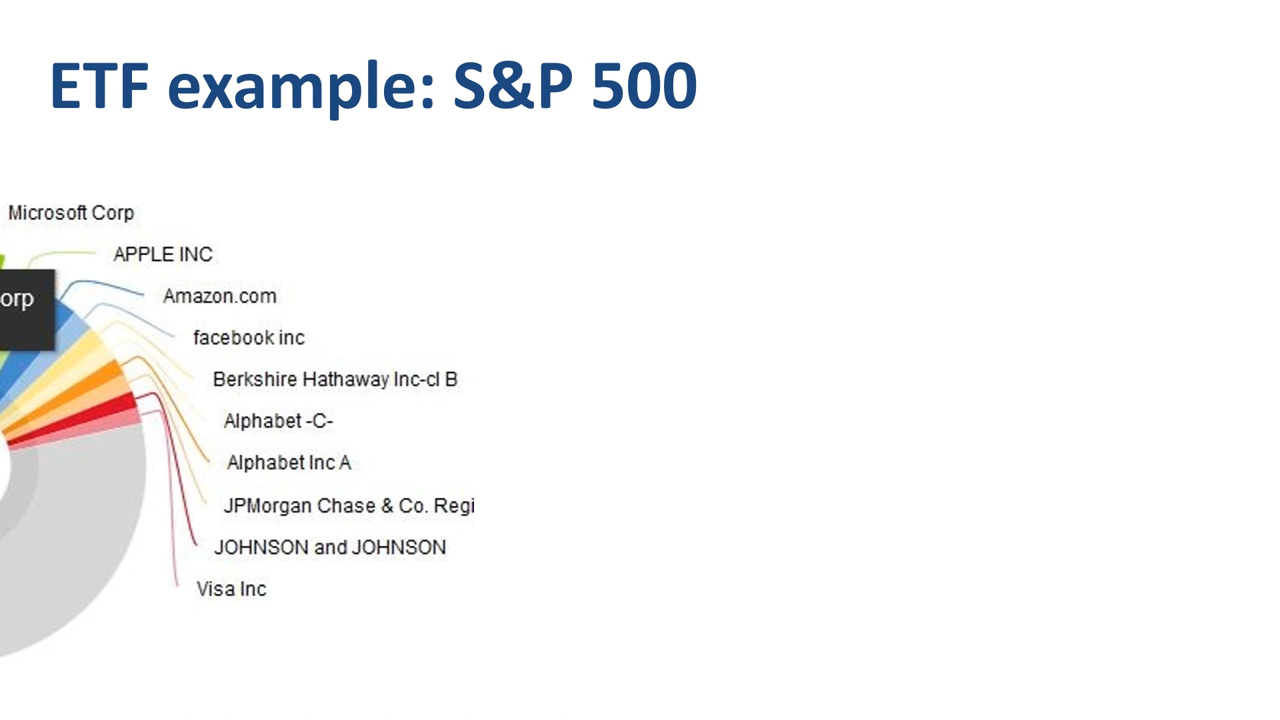 ETF example: S&P 500
Microsoft Corp
APPLE INC
Amazon.com
orp
facebook inc
Berkshire Hathaway Inc-cl B
Alphabet -C-
Alphabet Inc A
JPMorgan Chase & Co. Regi
JOHNSON and JOHNSON
Visa Inc